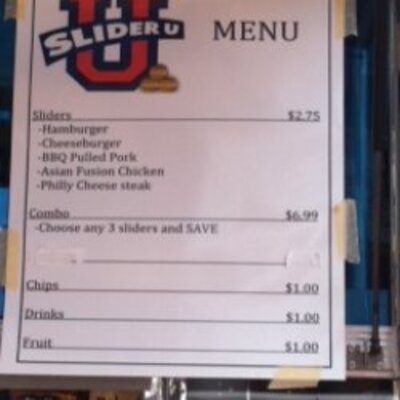 SLIDER U
MENU
Sliders $2.75
-Hamburger
-Cheeseburger
-BBQ Pulled Pork
-Asian Fusion Chicken
-Philly Cheese steak
Combo $6.99
-Choose any 3 sliders and SAVE
Chips $1.00
Drinks $1.00
Fruit $1.00